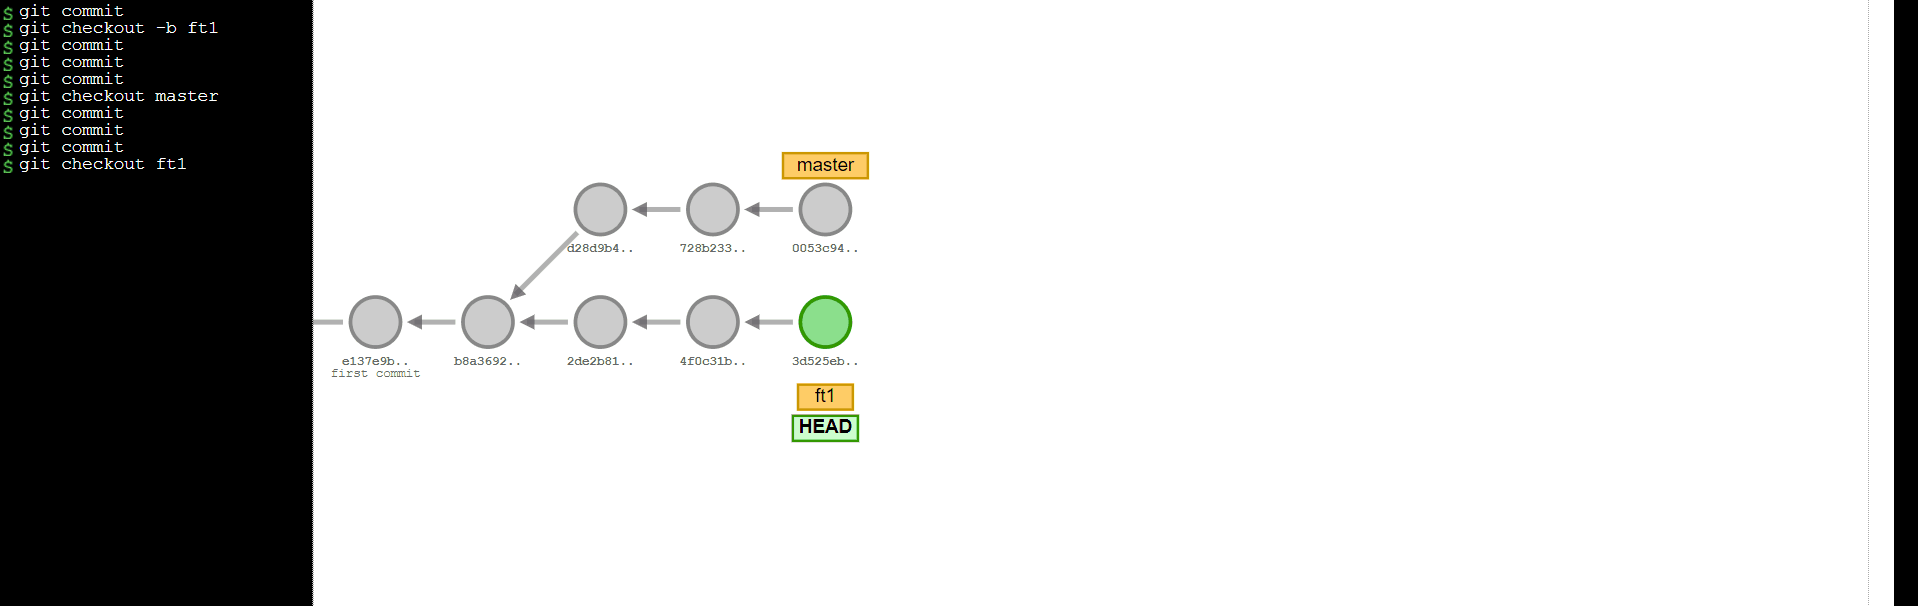 $ git commit
$ git checkout -b ft1
$ git commit
$ git commit
$ git commit
$ git checkout master
$ git commit
$ git commit
$ git commit
$ git checkout ft1
master
d28d9b4.. 728b233.. 0053c94..
e137e9b.. b8a3692.. 2de2b81.. 4f0c31b.. 3d525eb..
first commit
ft1
HEAD